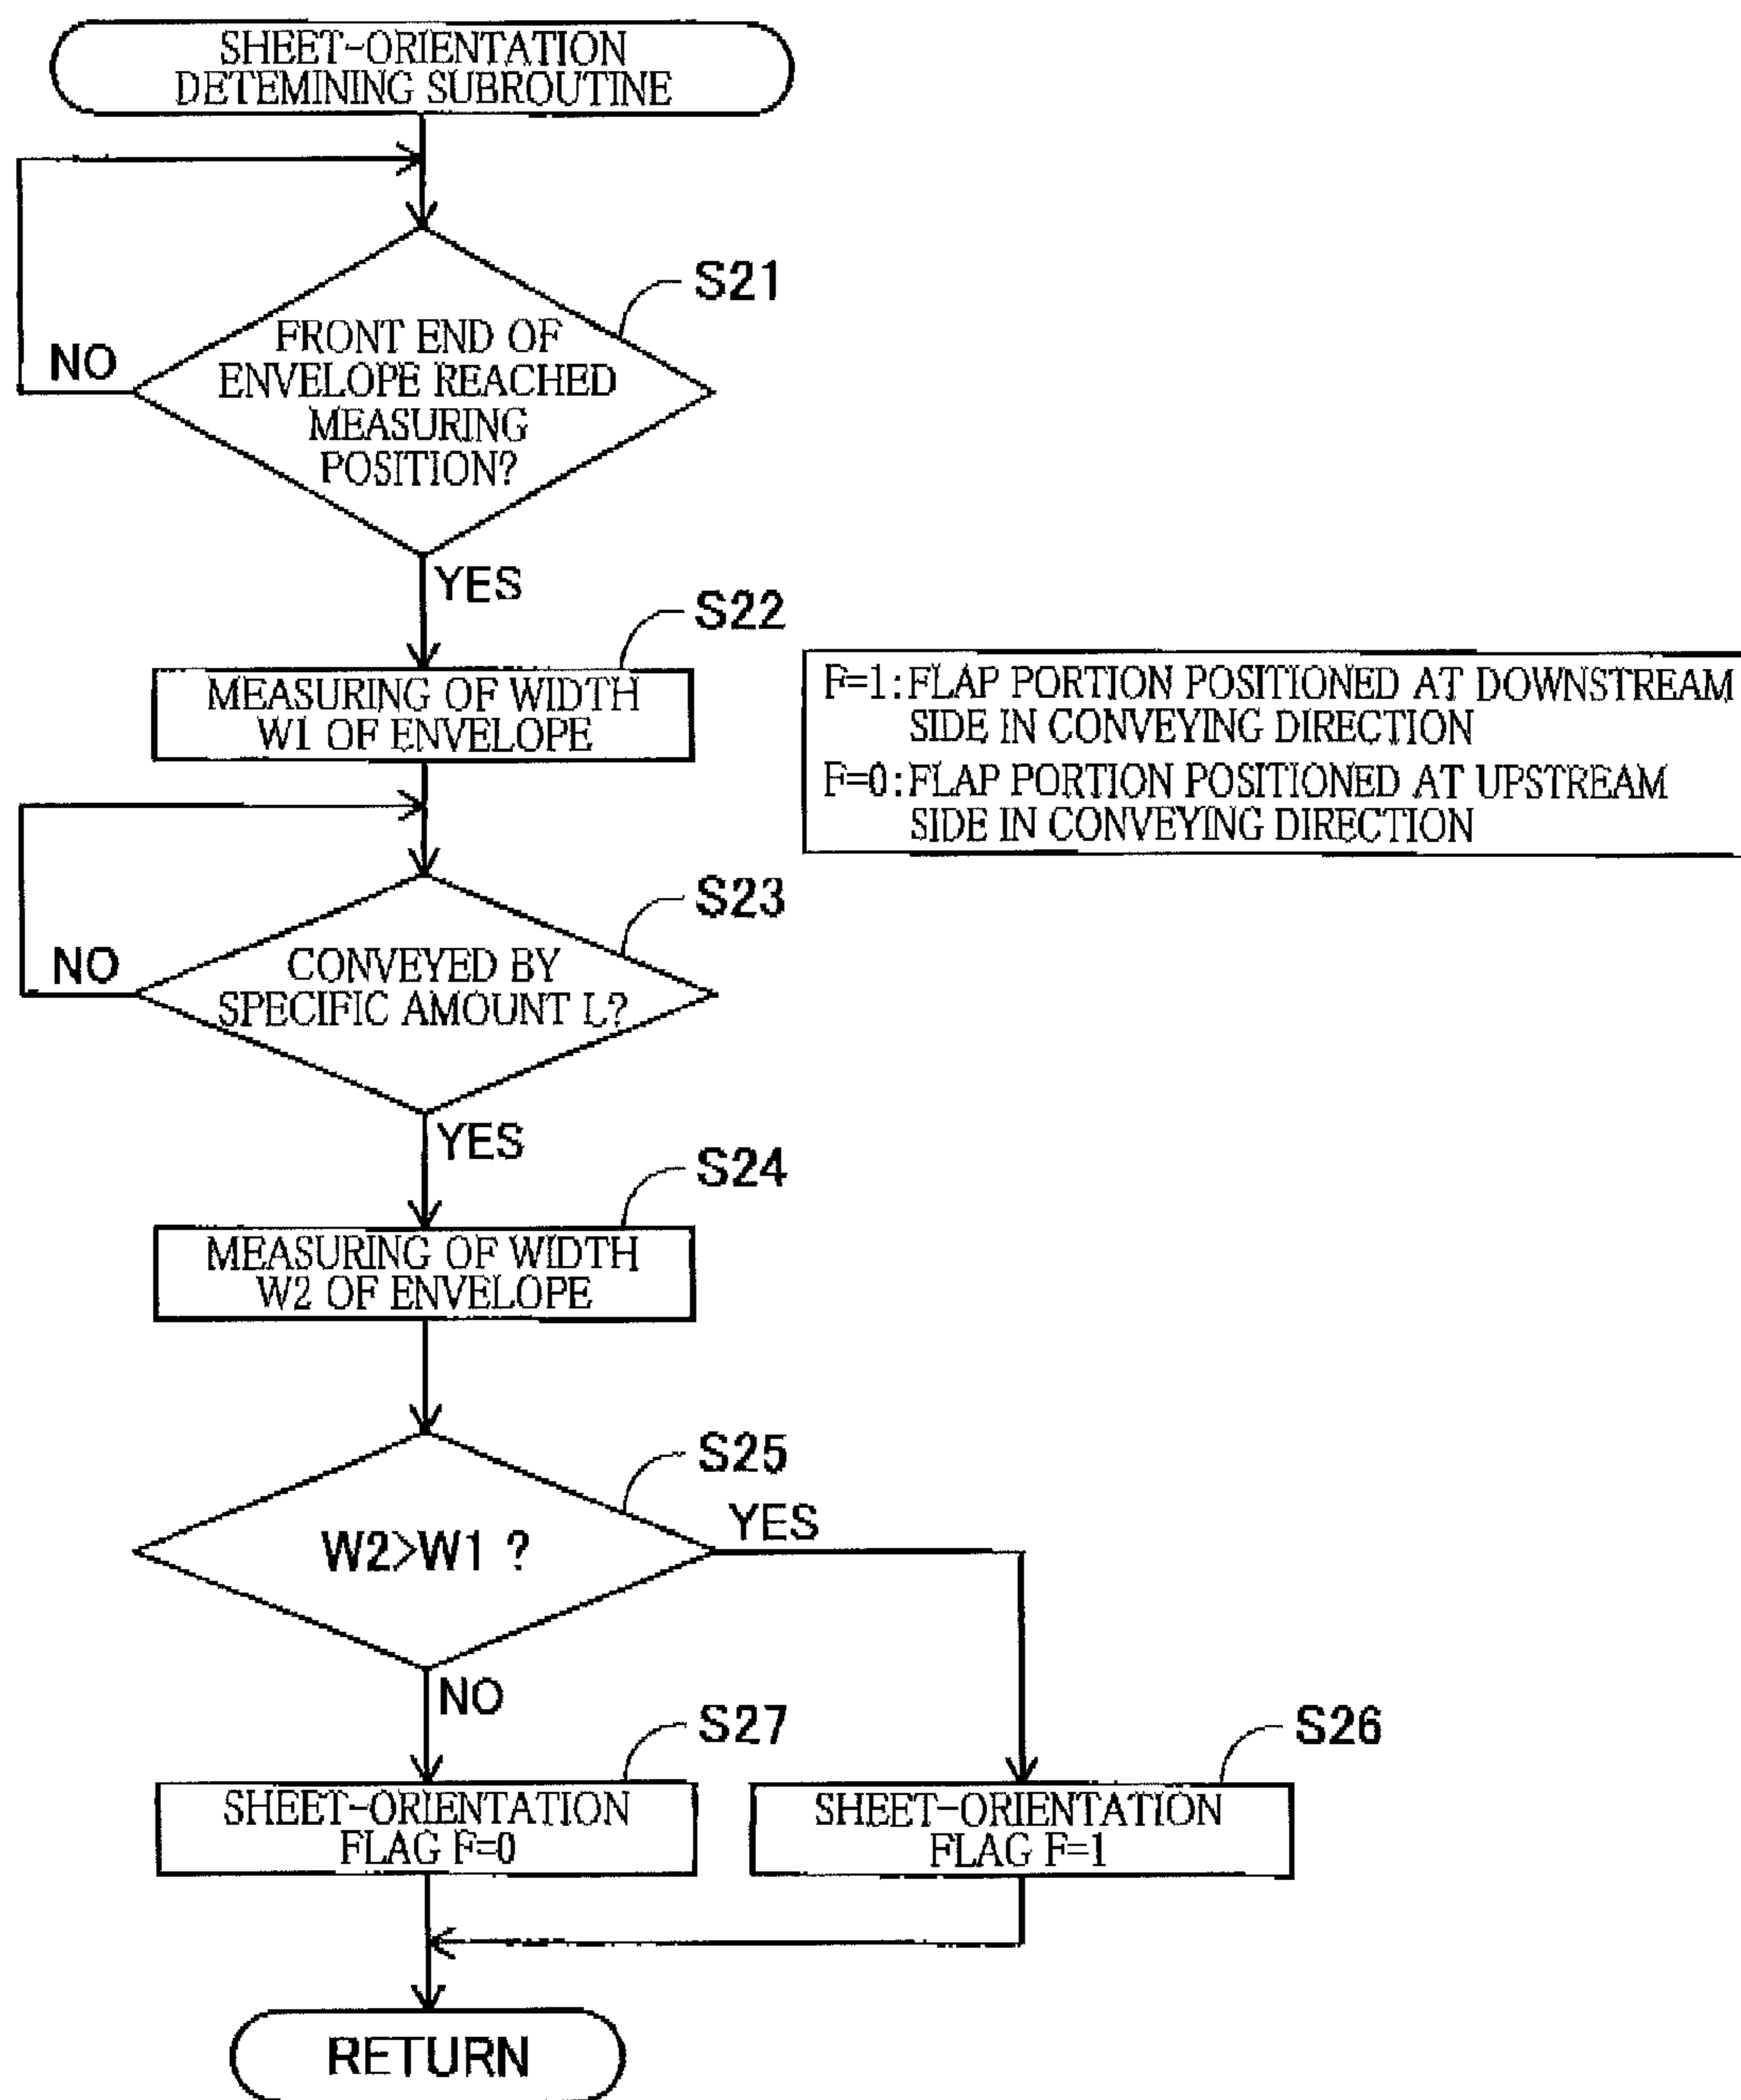 SHEET-ORIENTATION
DETEMINING SUBROUTINE
S21
FRONT END OF
ENVELOPE REACHED
MEASURING
POSITION?
NO
YES
S22
MEASURING OF WIDTH
W1 OF ENVELOPE
F=1:FLAP PORTION POSITIONED AT DOWNSTREAM
SIDE IN CONVEYING DIRECTION
F=0:FLAP PORTION POSITIONED AT UPSTREAM
SIDE IN CONVEYING DIRECTION
S23
CONVEYED BY
SPECIFIC AMOUNT L?
NO
YES
S24
MEASURING OF WIDTH
W2 OF ENVELOPE
S25
W2>W1 ?
YES
NO
S27
SHEET-ORIENTATION
FLAG F=0
S26
SHEET-ORIENTATION
FLAG F=1
RETURN